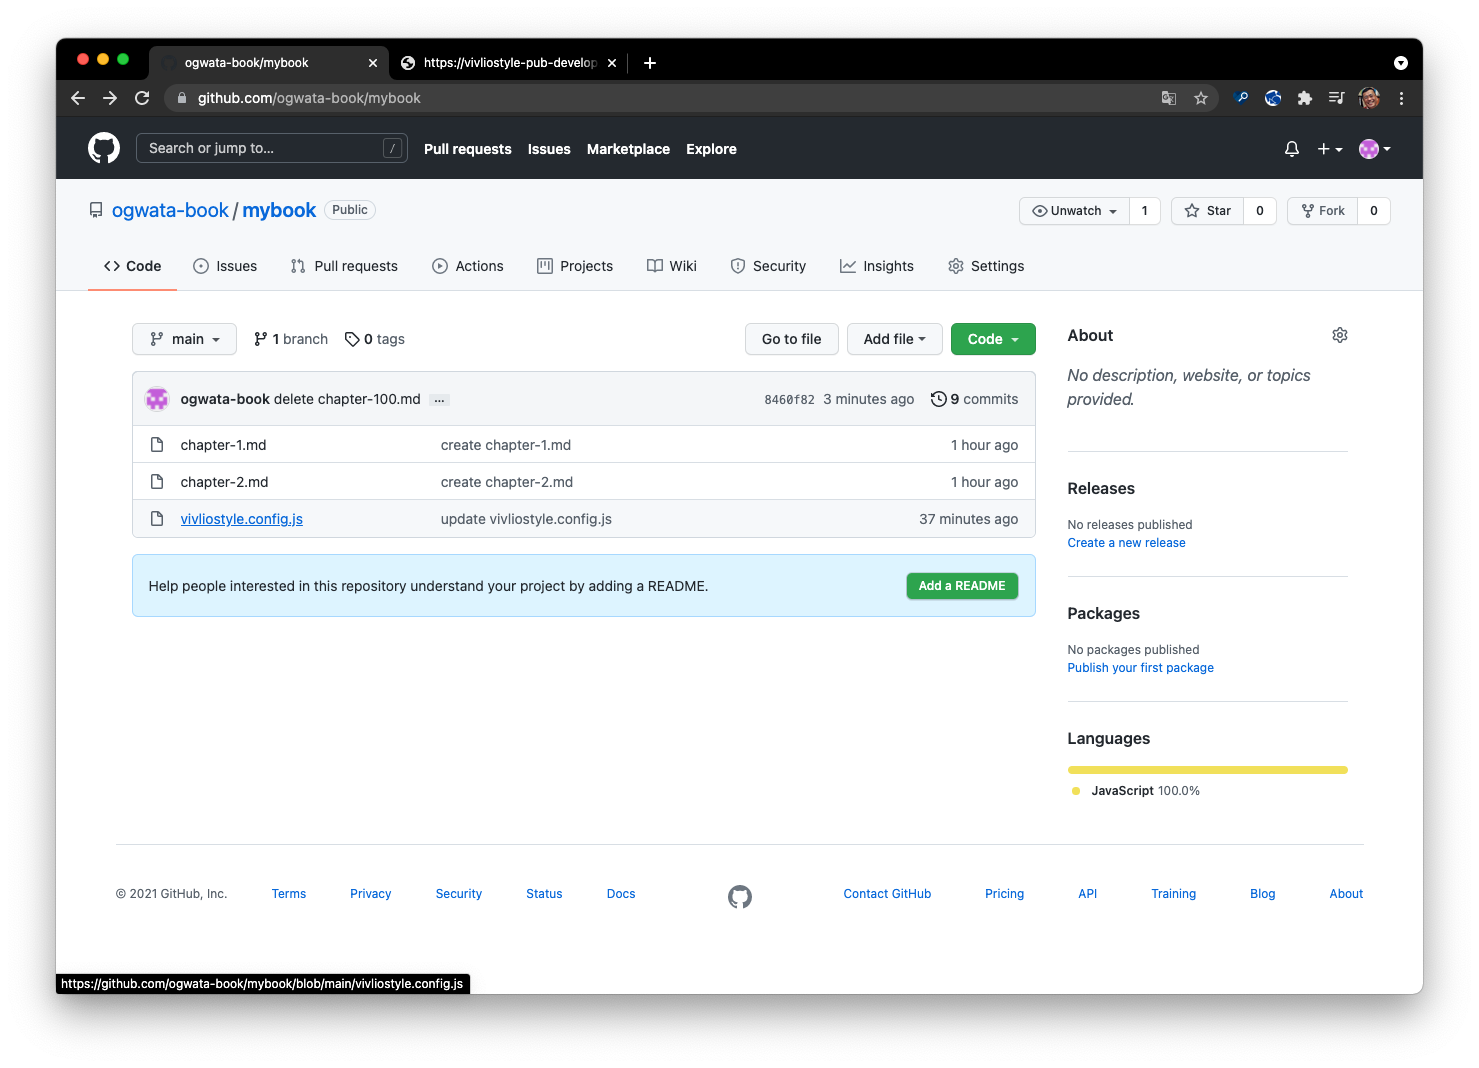 ogwata-book/mybook
https://vivliostyle-pub-develop
github.com/ogwata-book/mybook
Search or jump to... /
Pull requests Issues Marketplace Explore
ogwata-book / mybook Public
Unwatch 1 Star 0 Fork 0
Code Issues Pull requests Actions Projects Wiki Security Insights Settings
main 1 branch 0 tags Go to file Add file Code
ogwata-book delete chapter-100.md ... 8460f82 3 minutes ago 9 commits
chapter-1.md create chapter-1.md 1 hour ago
chapter-2.md create chapter-2.md 1 hour ago
vivliostyle.config.js update vivliostyle.config.js 37 minutes ago
Help people interested in this repository understand your project by adding a README. Add a README
About
No description, website, or topics
provided.
Releases
No releases published
Create a new release
Packages
No packages published
Publish your first package
Languages
JavaScript 100.0%
© 2021 GitHub, Inc. Terms Privacy Security Status Docs Contact GitHub Pricing API Training Blog About
https://github.com/ogwata-book/mybook/blob/main/vivliostyle.config.js